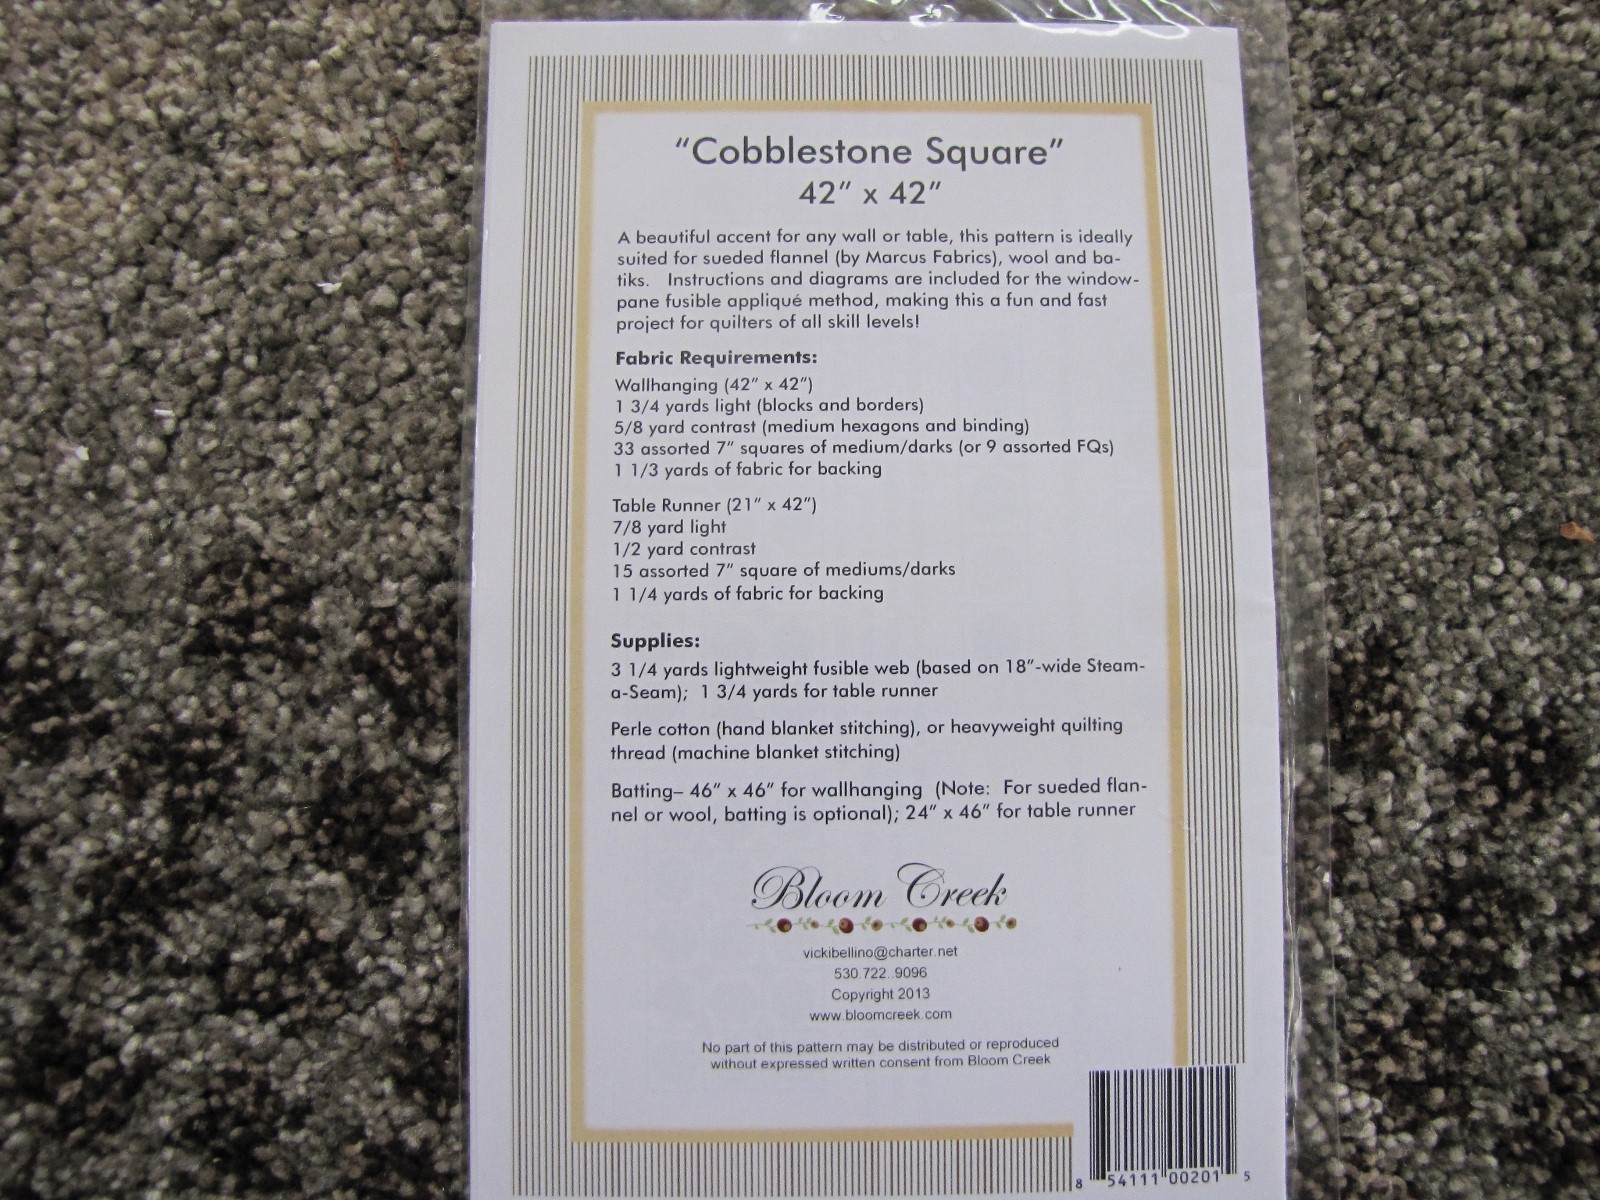 “Cobblestone Square”
42” x 42”
A beautiful accent for any wall or table, this pattern is ideally
suited for sueded flannel (by Marcus Fabrics), wool and ba-
tiks.   Instructions and diagrams are included for the window-
pane fusible appliqué method, making this a fun and fast
project for quilters of all skill levels!
Fabric Requirements:
Wallhanging (42” x 42”)
1 3/4 yards light (blocks and borders)
5/8 yard contrast (medium hexagons and binding)
33 assorted 7” squares of medium/darks (or 9 assorted FQs)
1 1/3 yards of fabric for backing
Table Runner (21” x 42”)
7/8 yard light
1/2 yard contrast
15 assorted 7” square of mediums/darks
1 1/4 yards of fabric for backing
Supplies:
3 1/4 yards lightweight fusible web (based on 18”-wide Steam-
a-Seam);  1 3/4 yards for table runner
Perle cotton (hand blanket stitching), or heavyweight quilting
thread (machine blanket stitching)
Batting– 46” x 46” for wallhanging  (Note:  For sueded flan-
nel or wool, batting is optional); 24” x 46” for table runner
Bloom Creek
vickibellino@charter.net
530.722..9096
Copyright 2013
www.bloomcreek.com
No part of this pattern may be distributed or reproduced
without expressed written consent from Bloom Creek
8 54111 00201 5